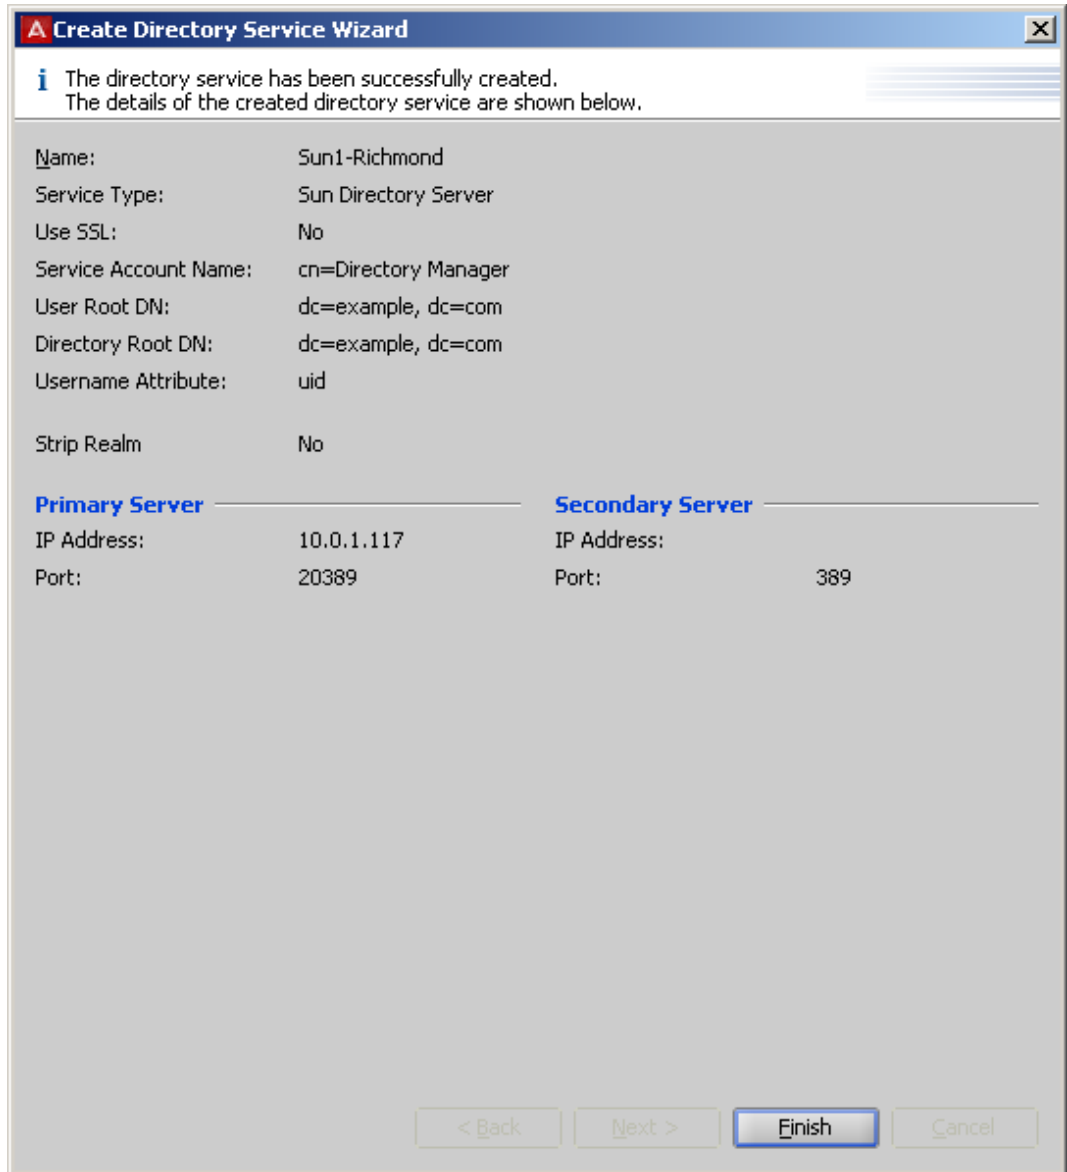 A Create Directory Service Wizard
i The directory service has been successfully created.
The details of the created directory service are shown below.
Name: Sun1-Richmond
Service Type: Sun Directory Server
Use SSL: No
Service Account Name: cn=Directory Manager
User Root DN: dc=example, dc=com
Directory Root DN: dc=example, dc=com
Username Attribute: uid
Strip Realm No
Primary Server Secondary Server
IP Address: 10.0.1.117 IP Address:
Port: 20389 Port: 389
< Back Next > Finish Cancel